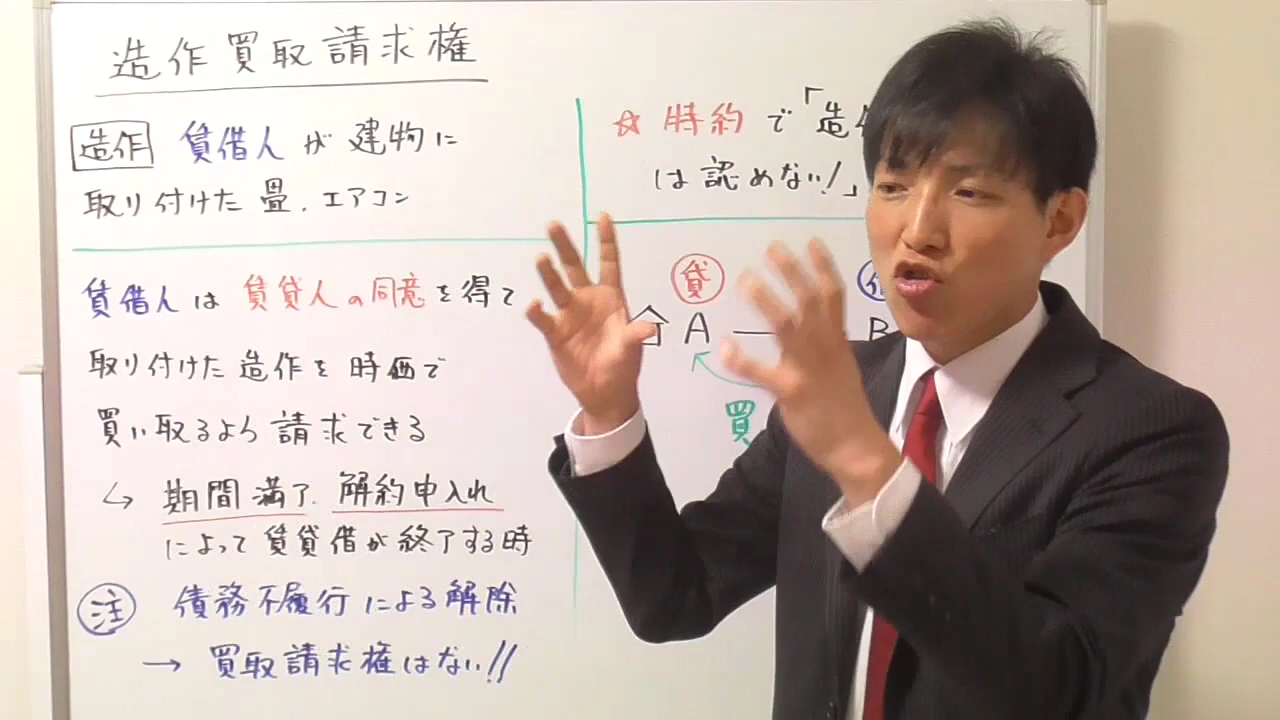 造作買取請求権
造作 賃借人が建物に
取り付けた畳、エアコン
賃借人は賃貸人の同意を得て
取り付けた造作を時価で
買い取るよう請求できる
↳ 期間満了、解約申入れ
によって賃貸借が終了する時
注 債務不履行による解除
→ 買取請求権はない!!
☆ 特約で「造作
は認めない!」
貸
A — B
買